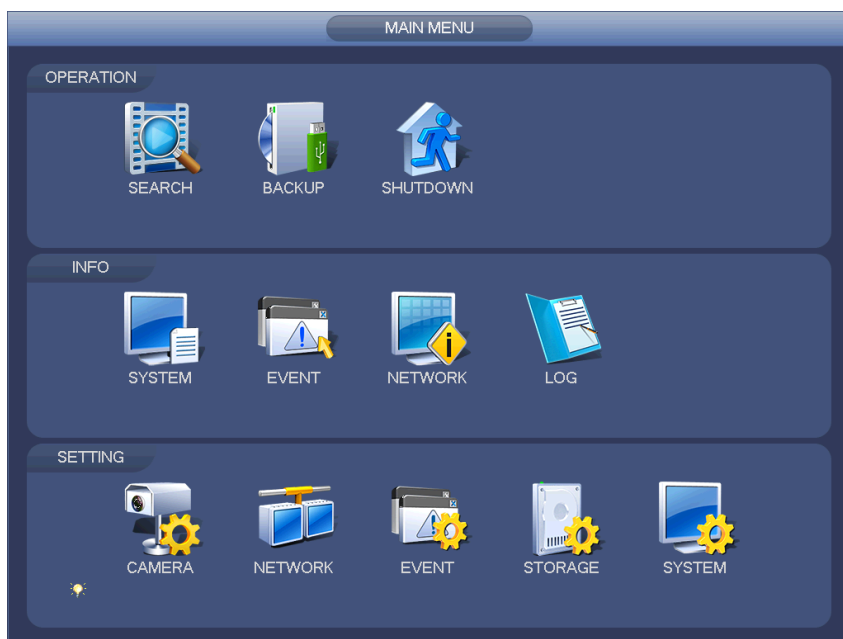 MAIN MENU
OPERATION
SEARCH BACKUP SHUTDOWN
INFO
SYSTEM EVENT NETWORK LOG
SETTING
CAMERA NETWORK EVENT STORAGE SYSTEM